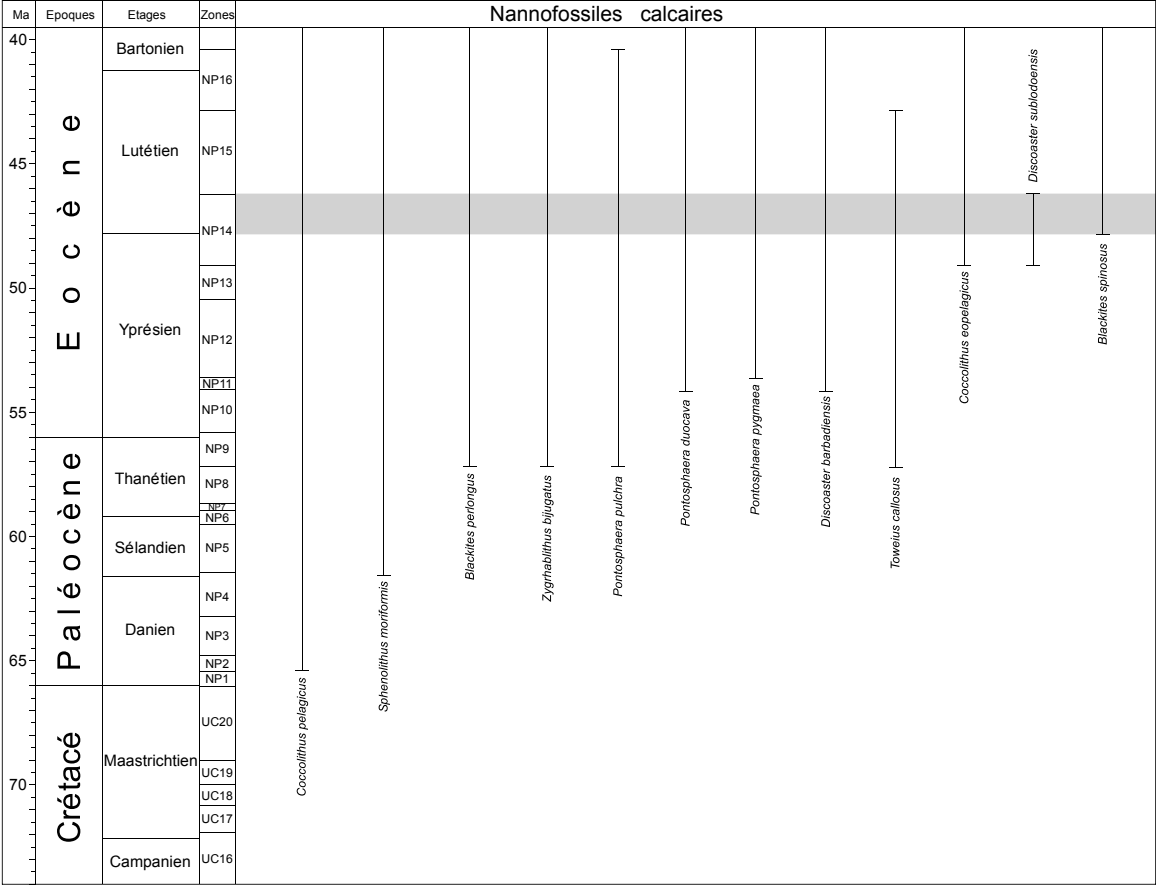 Ma Epoques Etages Zones Nannofossiles calcaires
40
45
50
55
60
65
70
Eocène
Paléocène
Crétacé
Bartonien
Lutétien
Yprésien
Thanétien
Sélandien
Danien
Maastrichtien
Campanien
NP16
NP15
NP14
NP13
NP12
NP11
NP10
NP9
NP8
NP7
NP6
NP5
NP4
NP3
NP2
NP1
UC20
UC19
UC18
UC17
UC16
Coccolithus pelagicus
Sphenolithus moriformis
Blackites perlongus
Zygrhablithus bijugatus
Pontosphaera pulchra
Pontosphaera duocava
Pontosphaera pygmaea
Discoaster barbadiensis
Toweius callosus
Coccolithus eopelagicus
Discoaster sublodoensis
Blackites spinosus